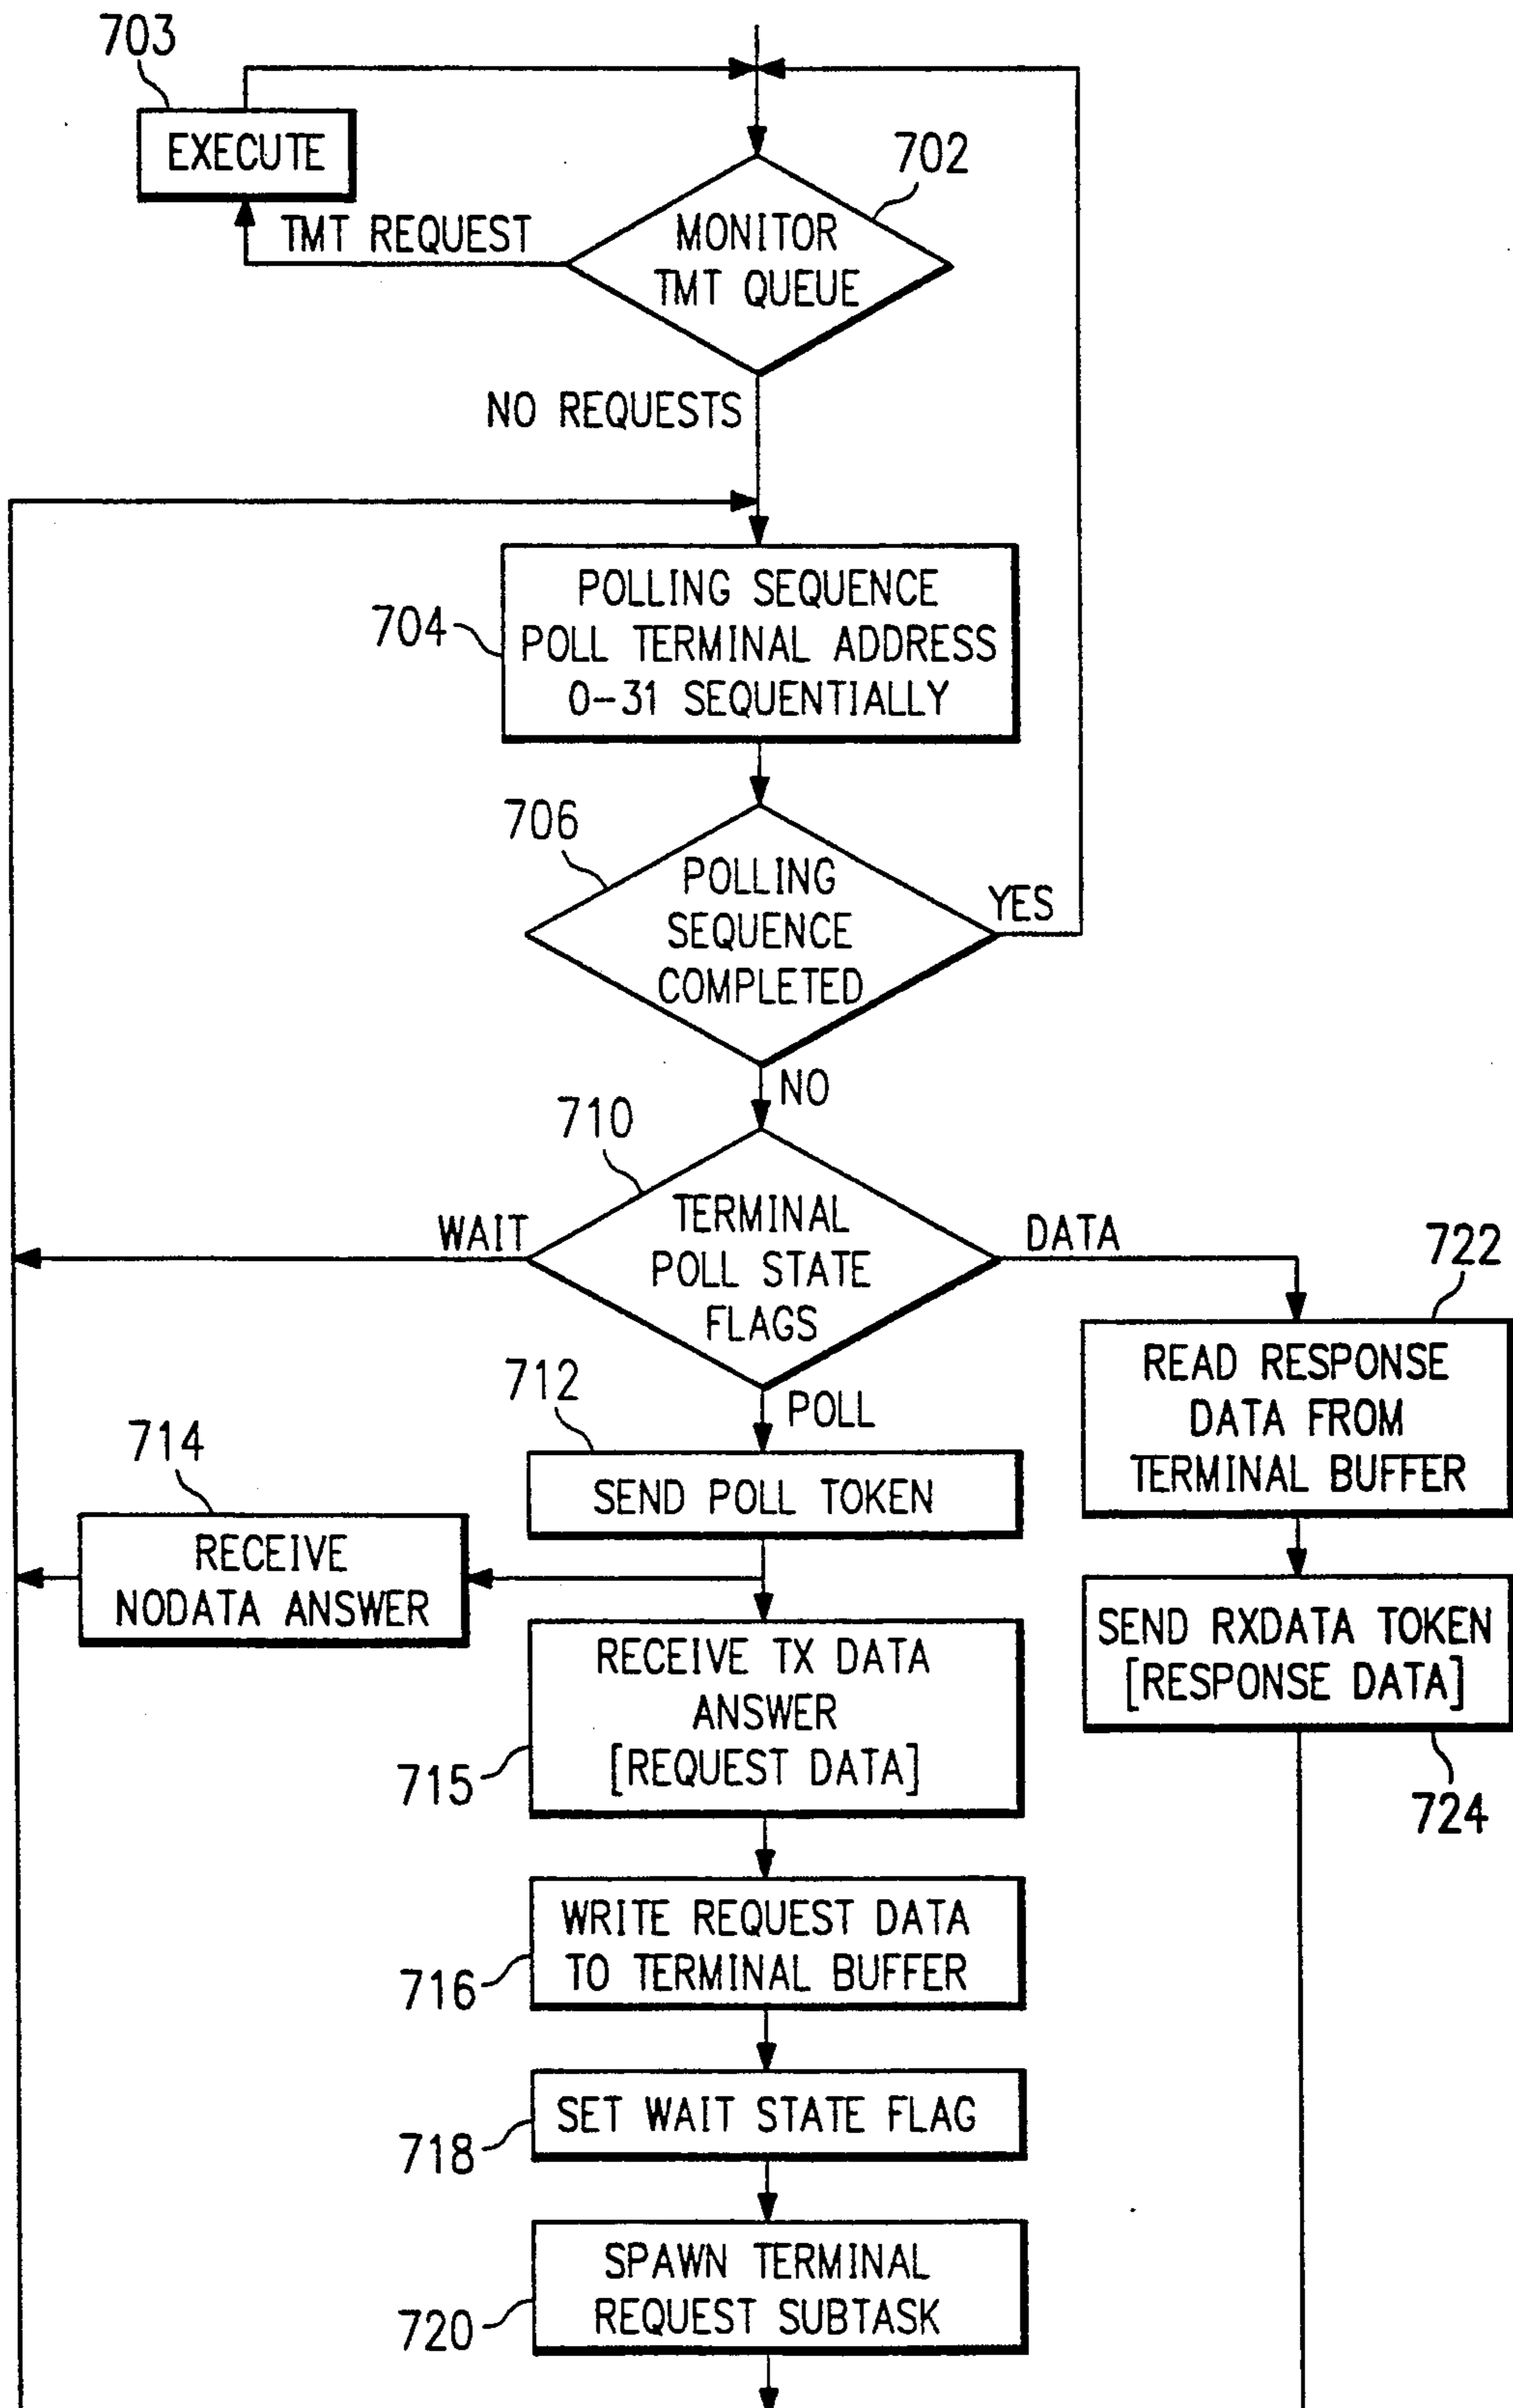 703
EXECUTE
702
TMT REQUEST
MONITOR
TMT QUEUE
NO REQUESTS
704
POLLING SEQUENCE
POLL TERMINAL ADDRESS
0-31 SEQUENTIALLY
706
POLLING
SEQUENCE
COMPLETED
YES
NO
710
TERMINAL
POLL STATE
FLAGS
WAIT
DATA
722
READ RESPONSE
DATA FROM
TERMINAL BUFFER
POLL
712
SEND POLL TOKEN
714
RECEIVE
NODATA ANSWER
SEND RXDATA TOKEN
[RESPONSE DATA]
724
RECEIVE TX DATA
ANSWER
[REQUEST DATA]
715
WRITE REQUEST DATA
TO TERMINAL BUFFER
716
SET WAIT STATE FLAG
718
SPAWN TERMINAL
REQUEST SUBTASK
720